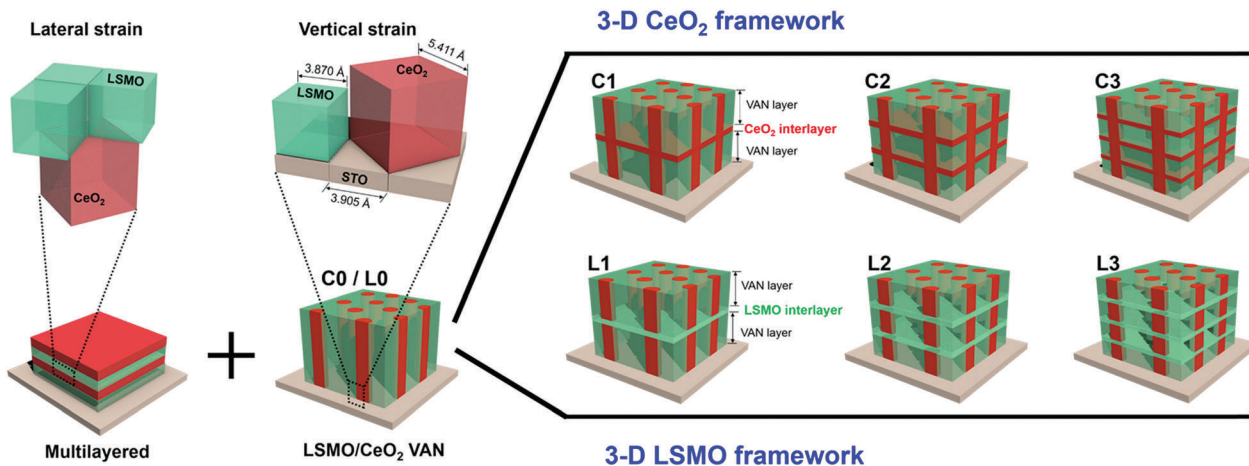 3-D CeO₂ framework
Lateral strain
Vertical strain
LSMO
CeO₂
3.870 Å
5.411 Å
LSMO
CeO₂
STO
3.905 Å
C0 / L0
Multilayered
LSMO/CeO₂ VAN
C1
VAN layer
CeO₂ interlayer
VAN layer
C2
C3
L1
VAN layer
LSMO interlayer
VAN layer
L2
L3
3-D LSMO framework